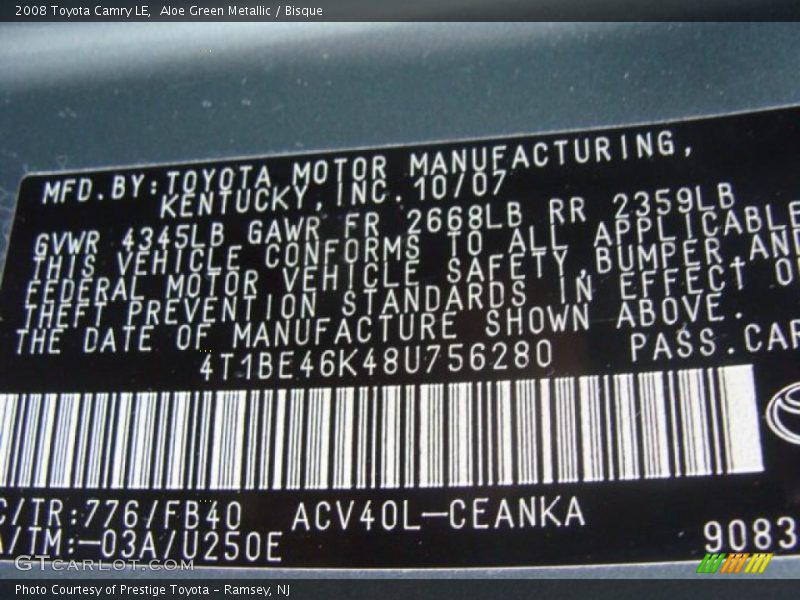 2008 Toyota Camry LE,  Aloe Green Metallic / Bisque
MFD.BY:TOYOTA MOTOR MANUFACTURING,
KENTUCKY,INC.10/07
GVWR 4345LB GAWR FR 2668LB RR 2359LB
THIS VEHICLE CONFORMS TO ALL APPLICABLE
FEDERAL MOTOR VEHICLE SAFETY,BUMPER,AND
THEFT PREVENTION STANDARDS IN EFFECT O
THE DATE OF MANUFACTURE SHOWN ABOVE.
4T1BE46K48U756280 PASS.CAR
C/TR:776/FB40 ACV40L-CEANKA
A/TM:-03A/U250E 9083
GTCARLOT.COM
Photo Courtesy of Prestige Toyota - Ramsey, NJ